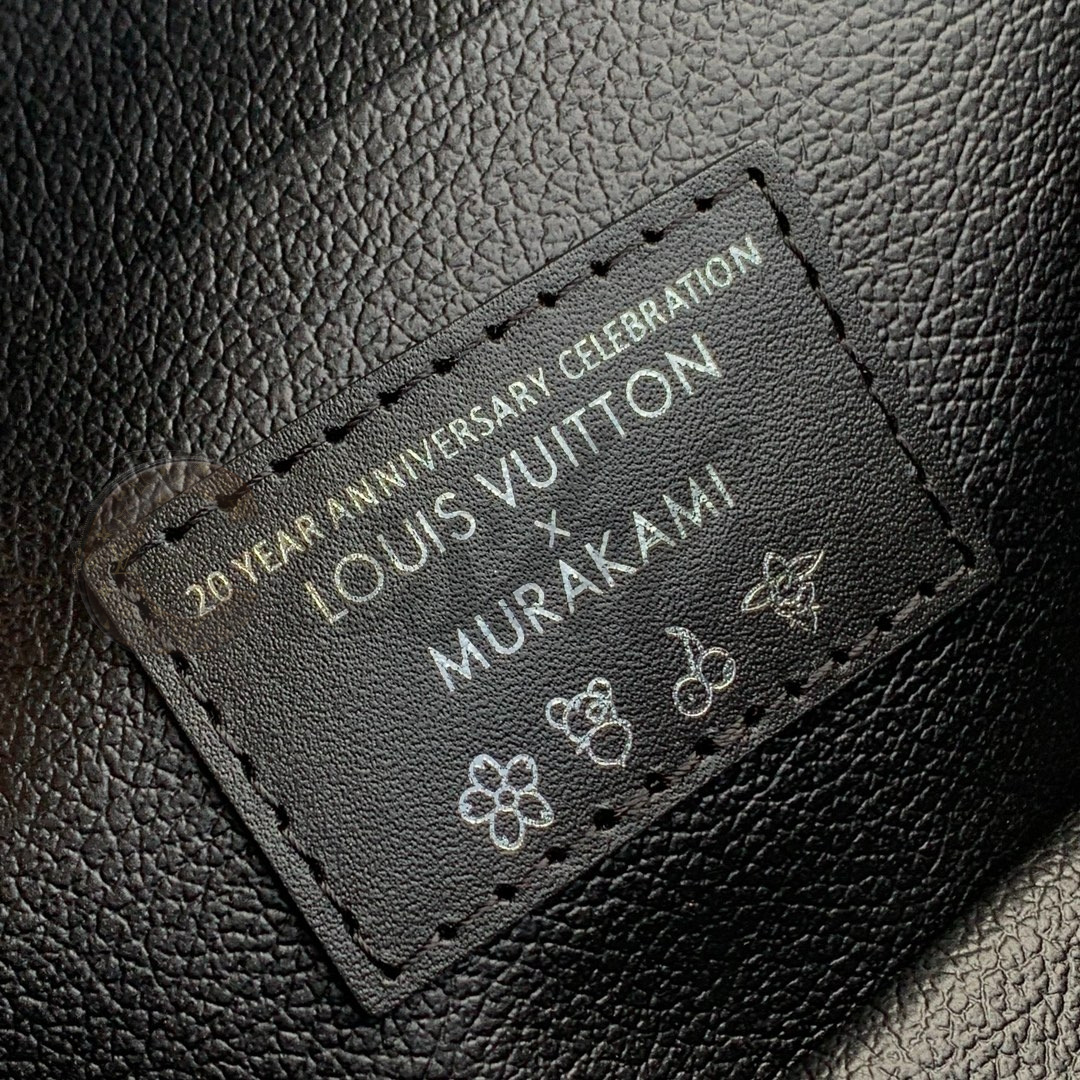 20 YEAR ANNIVERSARY CELEBRATION
LOUIS VUITTON
×
MURAKAMI